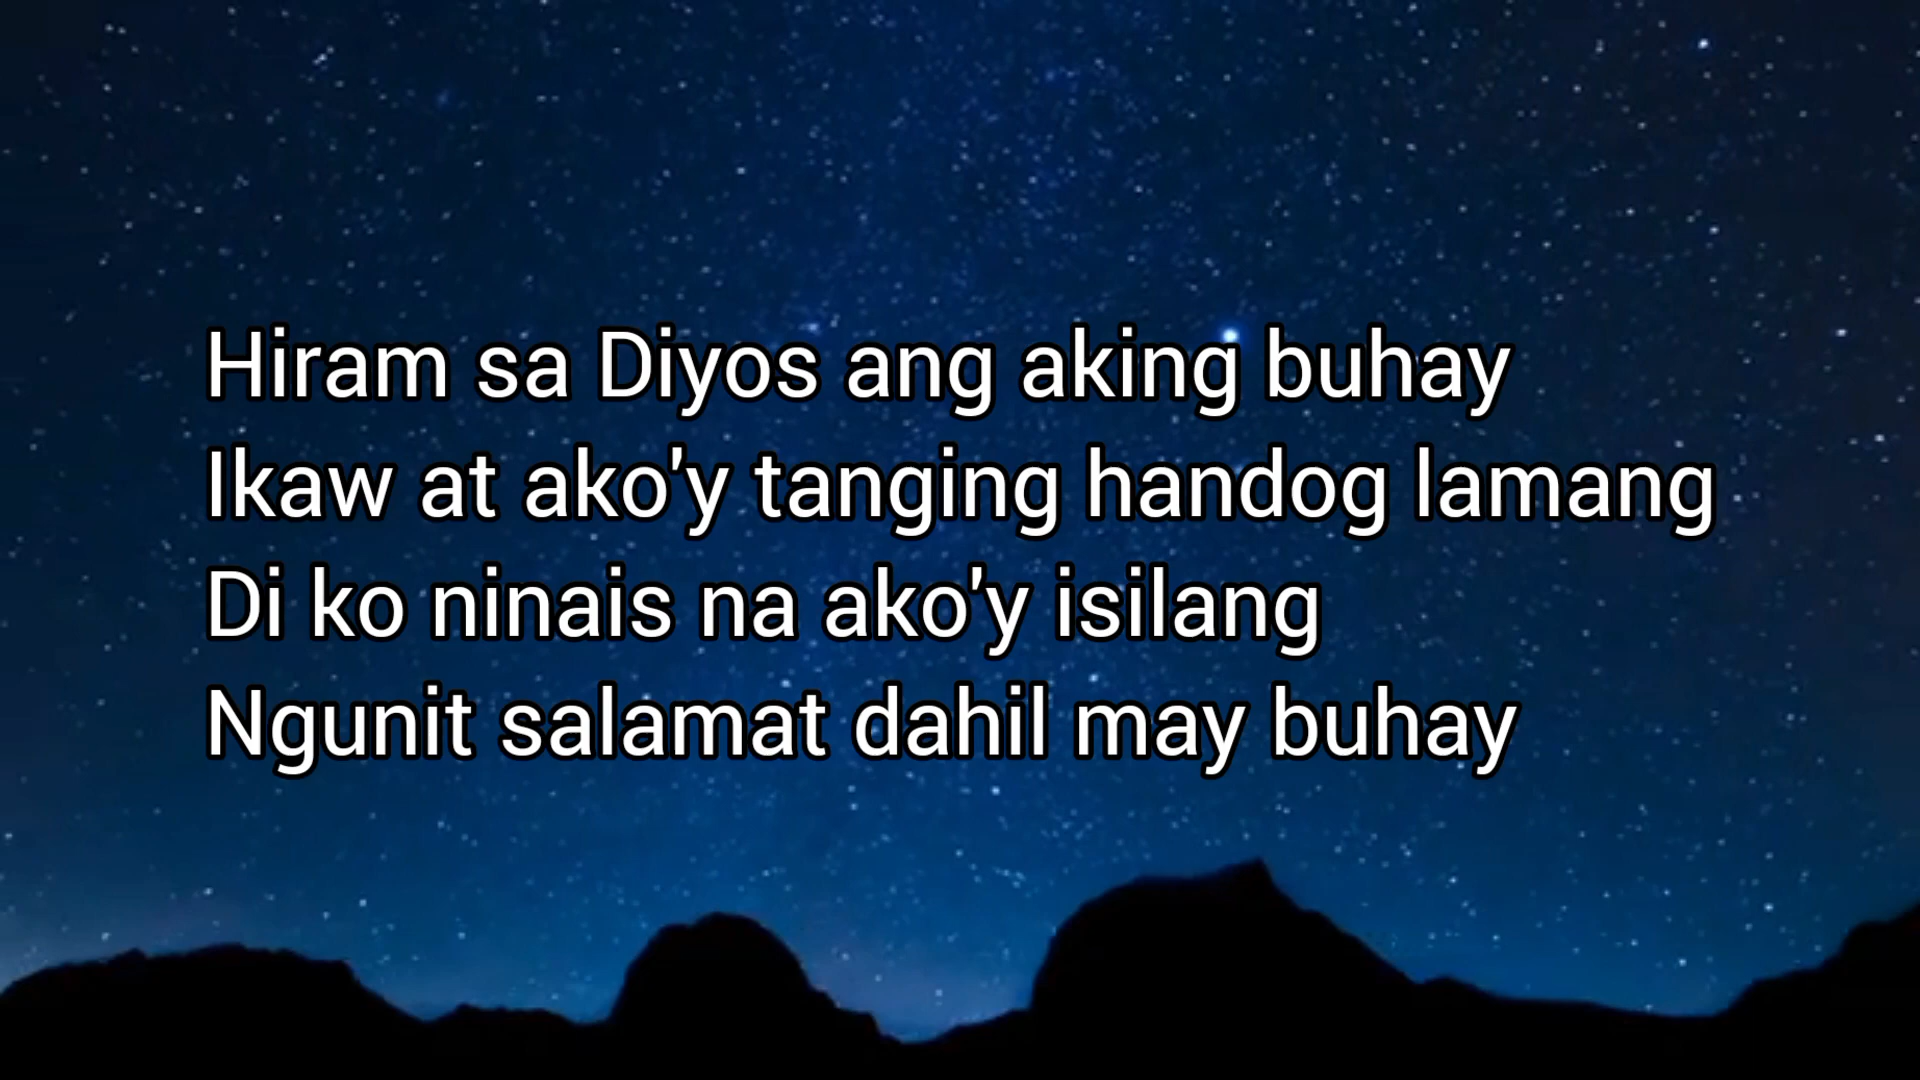 Hiram sa Diyos ang aking buhay
Ikaw at ako'y tanging handog lamang
Di ko ninais na ako'y isilang
Ngunit salamat dahil may buhay